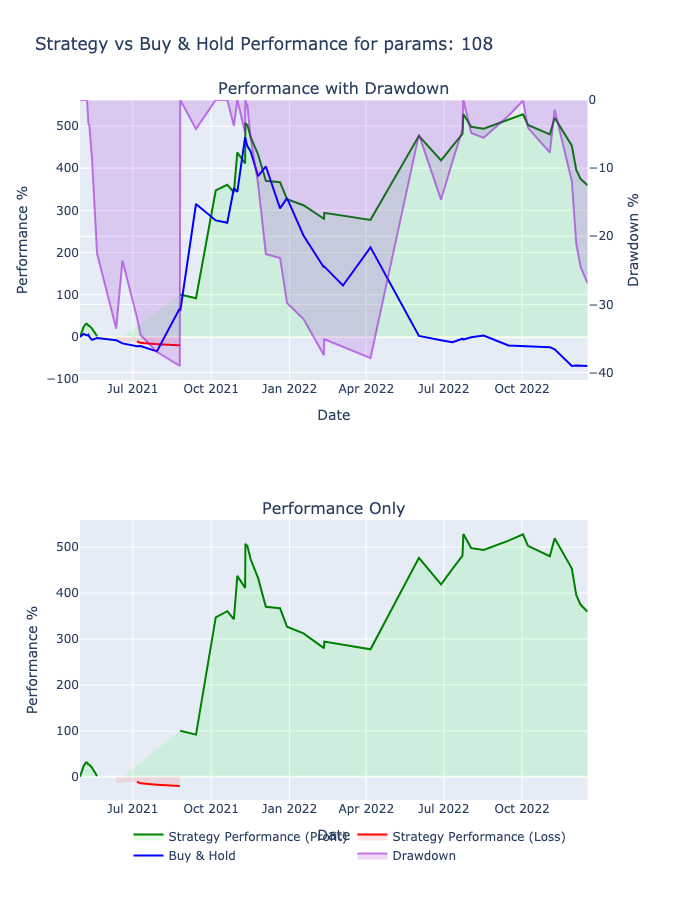 Strategy vs Buy & Hold Performance for params: 108
Performance with Drawdown
Performance %
500
400
300
200
100
0
−100
0
−10
−20
−30
−40
Drawdown %
Jul 2021 Oct 2021 Jan 2022 Apr 2022 Jul 2022 Oct 2022
Date
Performance Only
Performance %
500
400
300
200
100
0
Jul 2021 Oct 2021 Jan 2022 Apr 2022 Jul 2022 Oct 2022
Date
Strategy Performance (Profit) Strategy Performance (Loss)
Buy & Hold Drawdown